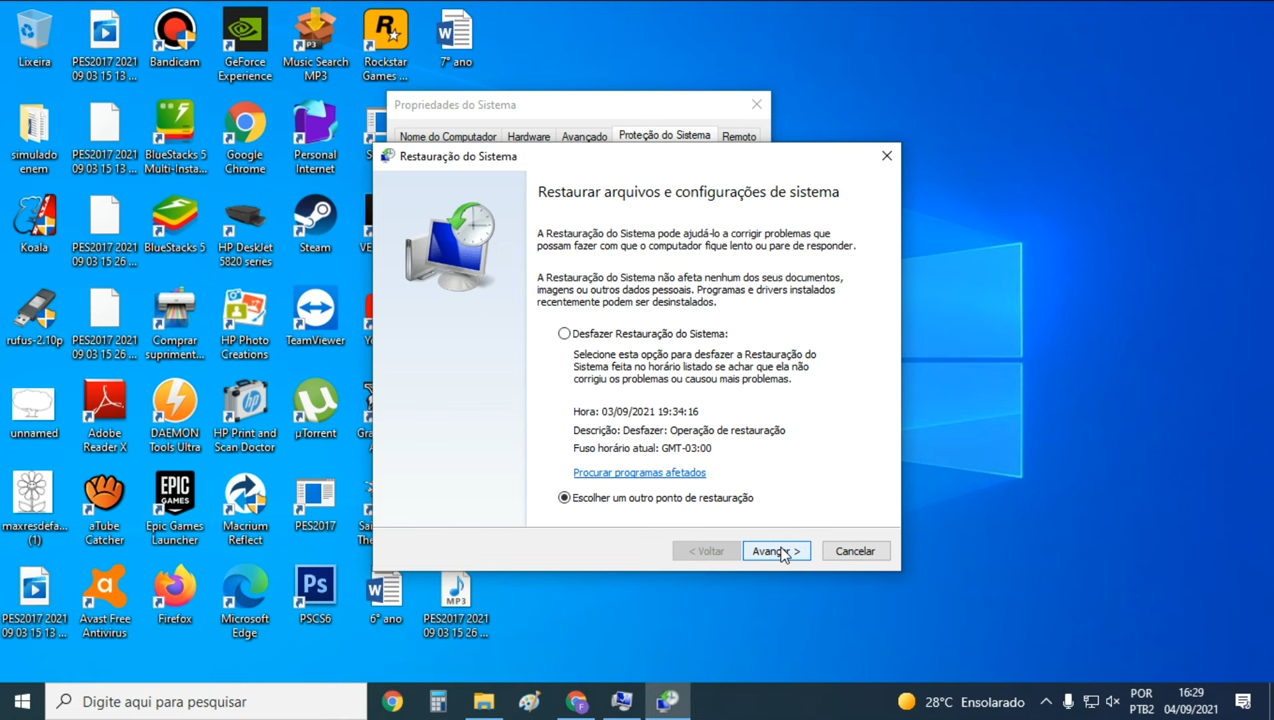 Lixeira
PES2017 2021
09 03 15 13 ...
Bandicam
GeForce
Experience
Music Search
MP3
P3
Rockstar
Games ...
7° ano
simulado
enem
PES2017 2021
09 03 15 13 ...
BlueStacks 5
Multi-Insta...
Google
Chrome
Personal
Internet
Koala
PES2017 2021
09 03 15 26 ...
BlueStacks 5
HP DeskJet
5820 series
Steam
rufus-2.10p
PES2017 2021
09 03 15 26 ...
Comprar
supriment...
HP Photo
Creations
TeamViewer
unnamed
Adobe
Reader X
DAEMON
Tools Ultra
HP Print and
Scan Doctor
µTorrent
maxresdefa...
(1)
aTube
Catcher
EPIC
GAMES
Epic Games
Launcher
Macrium
Reflect
PES2017
PES2017 2021
09 03 15 13 ...
Avast Free
Antivirus
Firefox
Microsoft
Edge
Ps
PSCS6
6° ano
MP3
PES2017 2021
09 03 15 26 ...
Propriedades do Sistema
Nome do Computador Hardware Avançado Proteção do Sistema Remoto
Restauração do Sistema
Restaurar arquivos e configurações de sistema
A Restauração do Sistema pode ajudá-lo a corrigir problemas que
possam fazer com que o computador fique lento ou pare de responder.
A Restauração do Sistema não afeta nenhum dos seus documentos,
imagens ou outros dados pessoais. Programas e drivers instalados
recentemente podem ser desinstalados.
Desfazer Restauração do Sistema:
Selecione esta opção para desfazer a Restauração do
Sistema feita no horário listado se achar que ela não
corrigiu os problemas ou causou mais problemas.
Hora: 03/09/2021 19:34:16
Descrição: Desfazer: Operação de restauração
Fuso horário atual: GMT-03:00
Procurar programas afetados
Escolher um outro ponto de restauração
< Voltar Avançar > Cancelar
Digite aqui para pesquisar
28°C Ensolarado
POR
PTB2
16:29
04/09/2021